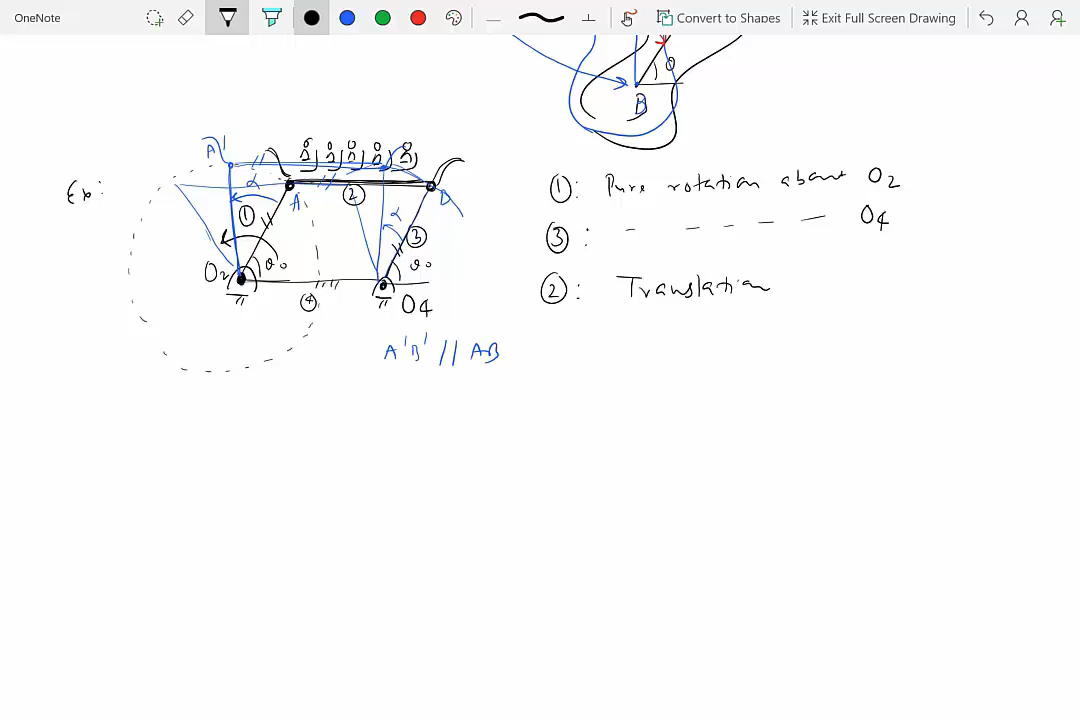 OneNote
Convert to Shapes
Exit Full Screen Drawing
θ
B
Ex:
A'
α
A
②
B
①
α
③
O2
θ0
θ0
④
O4
A'B' // AB
①: Pure rotation about O2
③: - - - - — O4
②: Translation